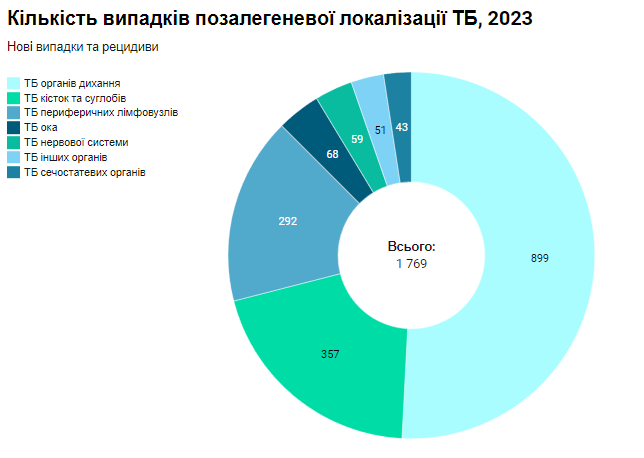 Кількість випадків позалегеневої локалізації ТБ, 2023
Нові випадки та рецидиви
ТБ органів дихання
ТБ кісток та суглобів
ТБ периферичних лімфовузлів
ТБ ока
ТБ нервової системи
ТБ інших органів
ТБ сечостатевих органів
43
51
59
68
292
Всього:
1 769
899
357